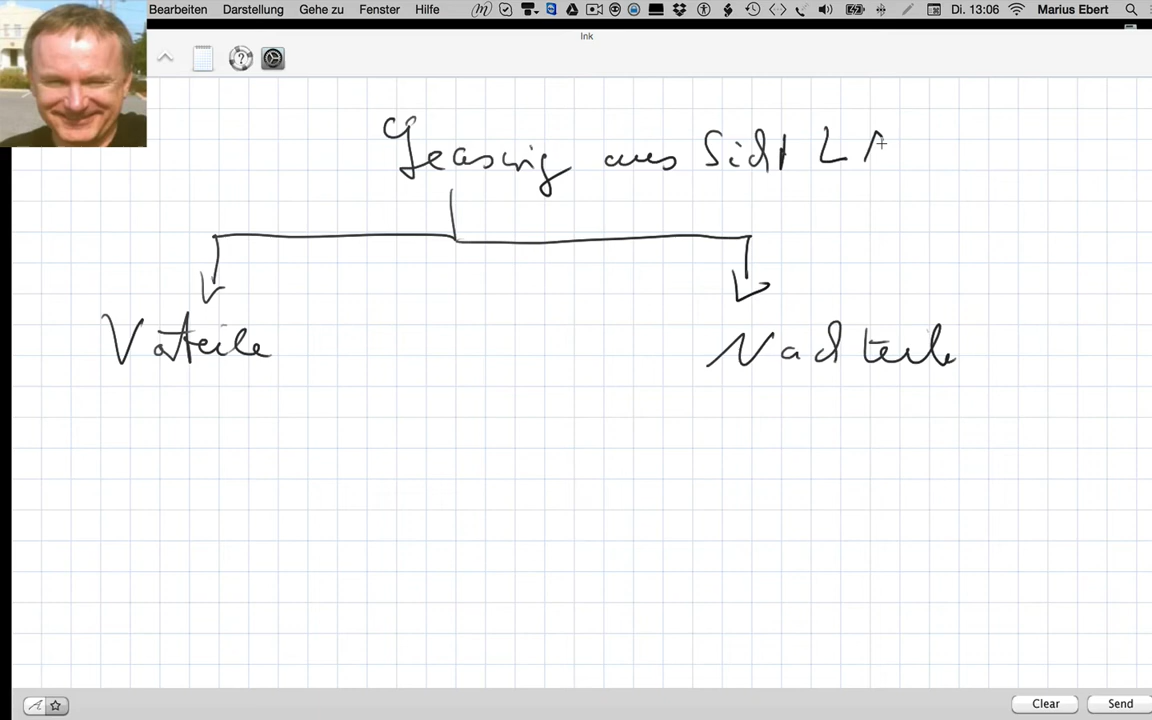 Bearbeiten Darstellung Gehe zu Fenster Hilfe Di. 13:06 Marius Ebert
Ink
Leasing aus Sicht L
Vorteile Nachteile
Clear Send